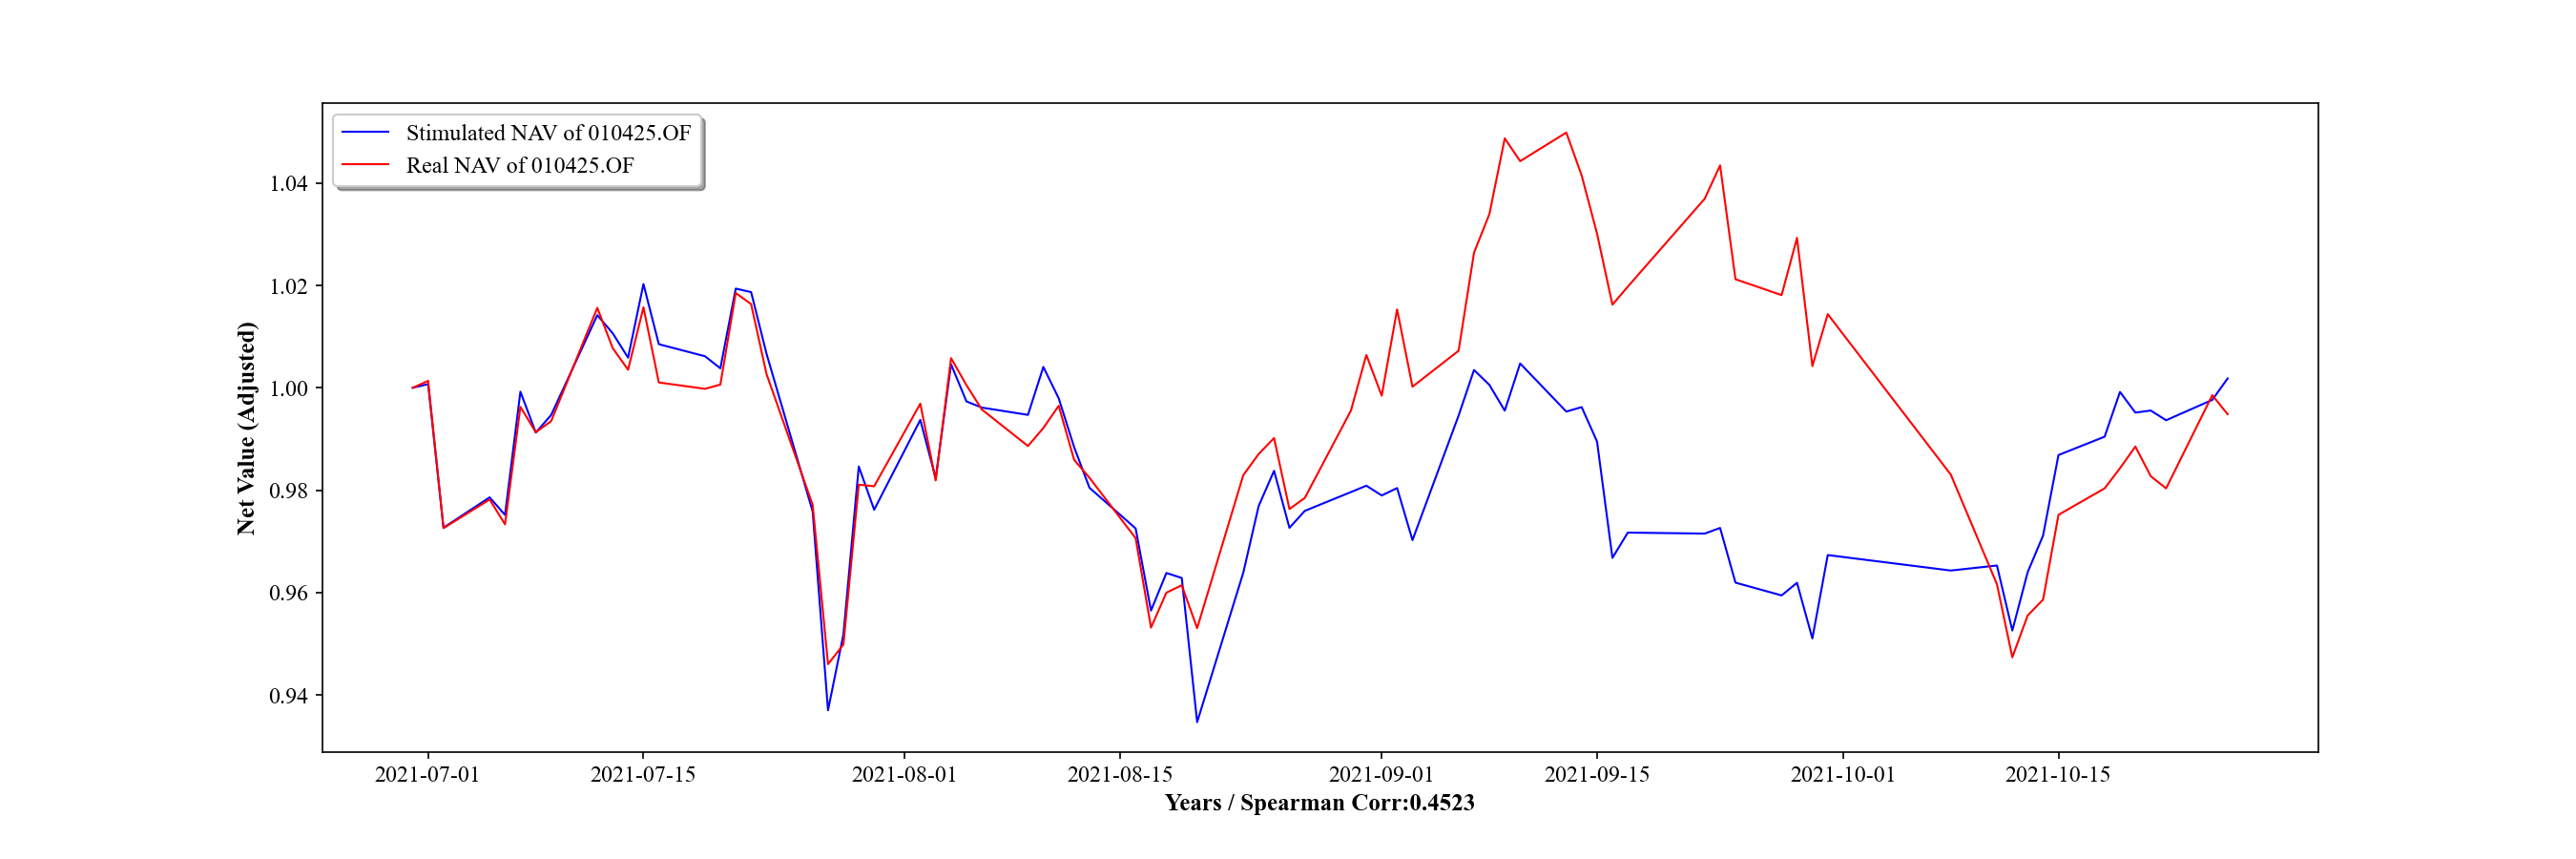 Stimulated NAV of 010425.OF
Real NAV of 010425.OF
1.04
1.02
1.00
0.98
0.96
0.94
Net Value (Adjusted)
2021-07-01 2021-07-15 2021-08-01 2021-08-15 2021-09-01 2021-09-15 2021-10-01 2021-10-15
Years / Spearman Corr:0.4523